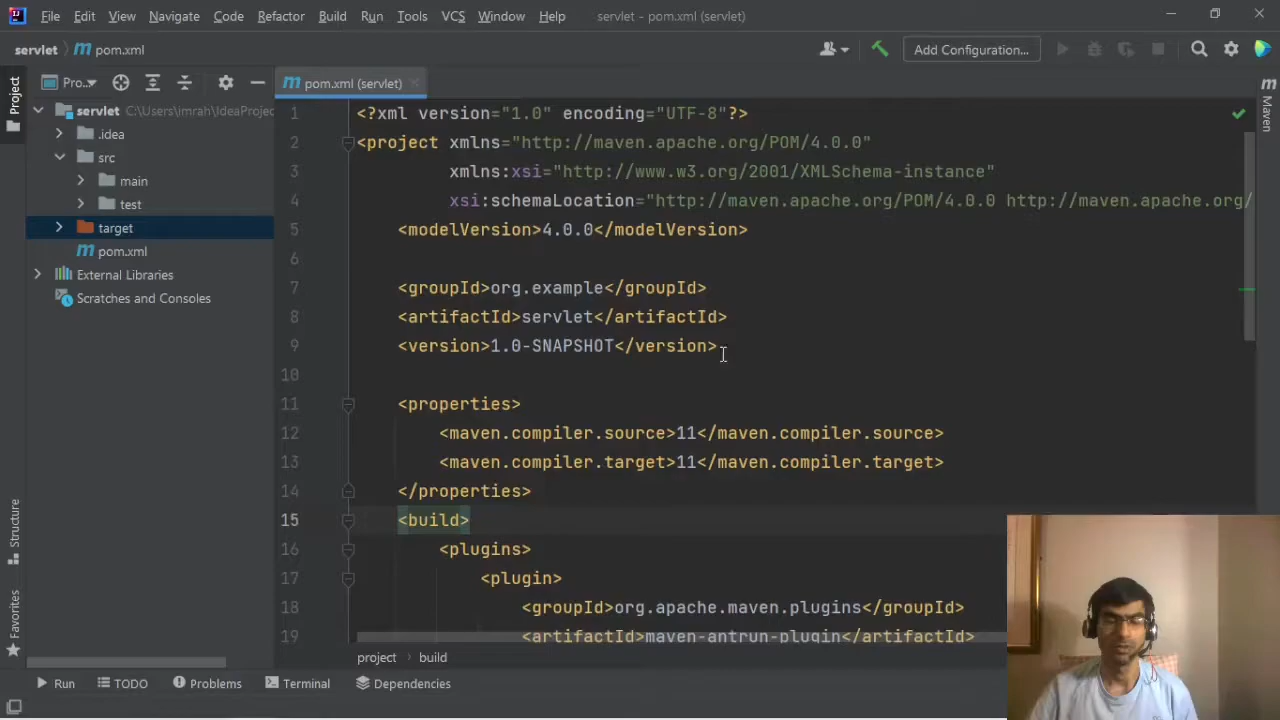 File Edit View Navigate Code Refactor Build Run Tools VCS Window Help servlet - pom.xml (servlet)
servlet pom.xml Add Configuration...
Project
Pro...
pom.xml (servlet)
Maven
servlet C:\Users\imrah\IdeaProjec
.idea
src
main
test
target
pom.xml
External Libraries
Scratches and Consoles
1 <?xml version="1.0" encoding="UTF-8"?>
2 <project xmlns="http://maven.apache.org/POM/4.0.0"
3 xmlns:xsi="http://www.w3.org/2001/XMLSchema-instance"
4 xsi:schemaLocation="http://maven.apache.org/POM/4.0.0 http://maven.apache.org/
5 <modelVersion>4.0.0</modelVersion>
6
7 <groupId>org.example</groupId>
8 <artifactId>servlet</artifactId>
9 <version>1.0-SNAPSHOT</version>
10
11 <properties>
12 <maven.compiler.source>11</maven.compiler.source>
13 <maven.compiler.target>11</maven.compiler.target>
14 </properties>
15 <build>
16 <plugins>
17 <plugin>
18 <groupId>org.apache.maven.plugins</groupId>
19 <artifactId>maven-antrun-plugin</artifactId>
Structure
Favorites
project build
Run TODO Problems Terminal Dependencies